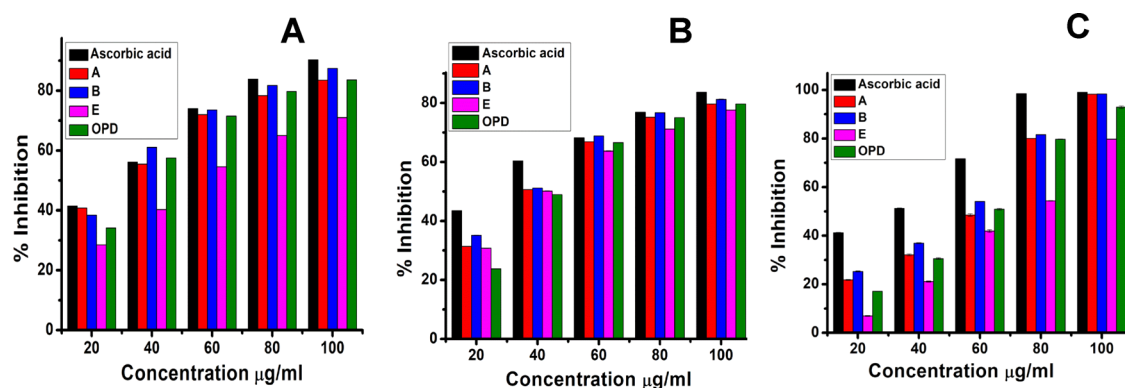 A
Ascorbic acid
A
B
E
OPD
% Inhibition
80
60
40
20
0
20 40 60 80 100
Concentration μg/ml
B
Ascorbic acid
A
B
E
OPD
% Inhibition
80
60
40
20
0
20 40 60 80 100
Concentration μg/ml
C
Ascorbic acid
A
B
E
OPD
% Inhibition
100
80
60
40
20
0
20 40 60 80 100
Concentration μg/ml